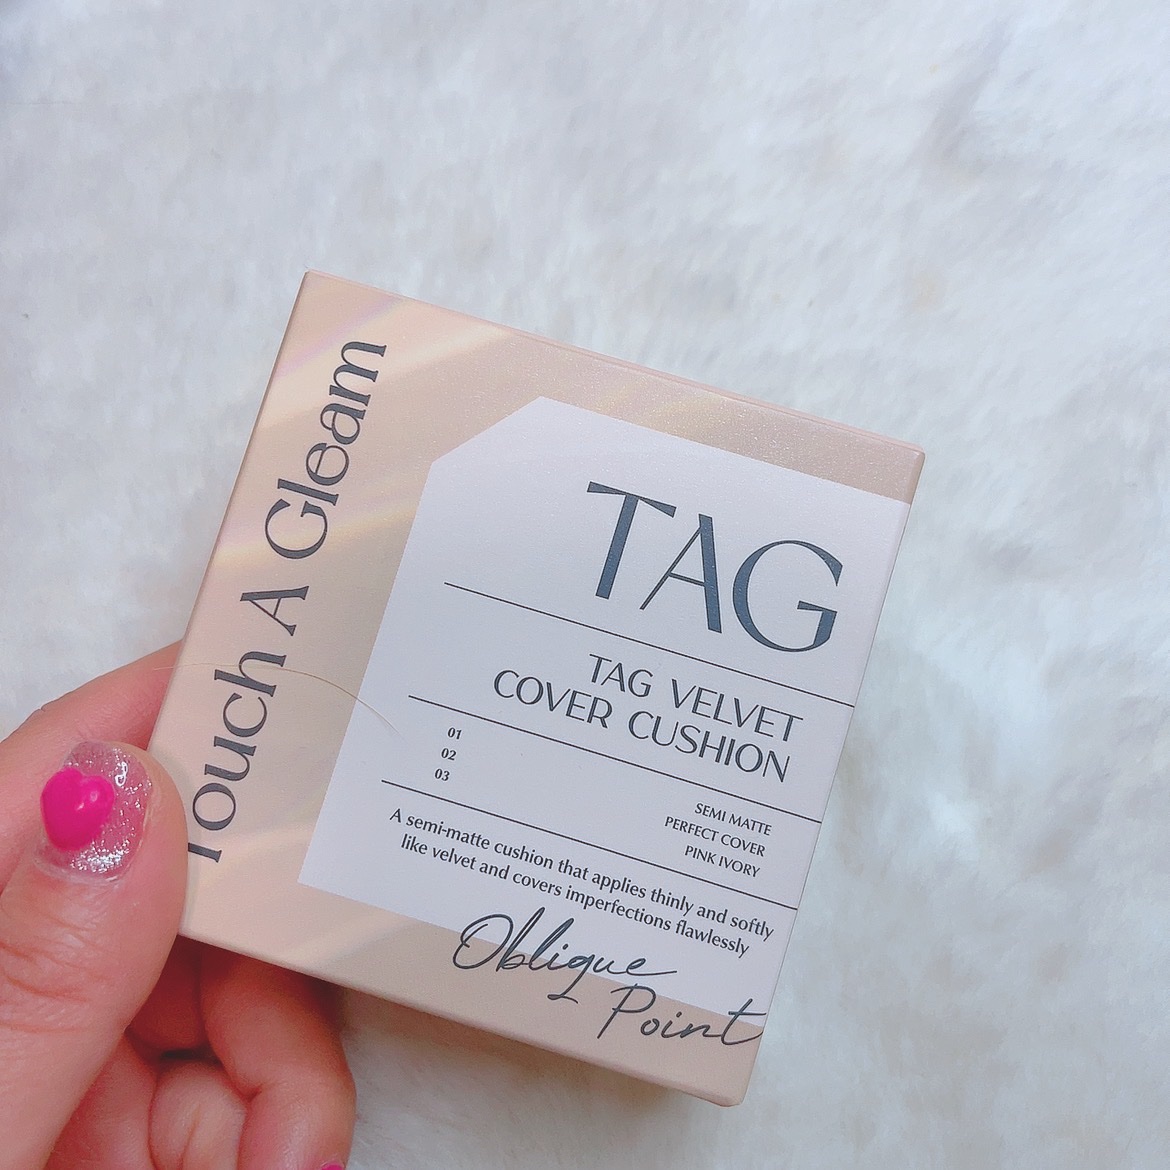 Touch A Gleam
TAG
TAG VELVET
COVER CUSHION
01
02
03
SEMI MATTE
PERFECT COVER
PINK IVORY
A semi-matte cushion that applies thinly and softly
like velvet and covers imperfections flawlessly
Oblique
Point